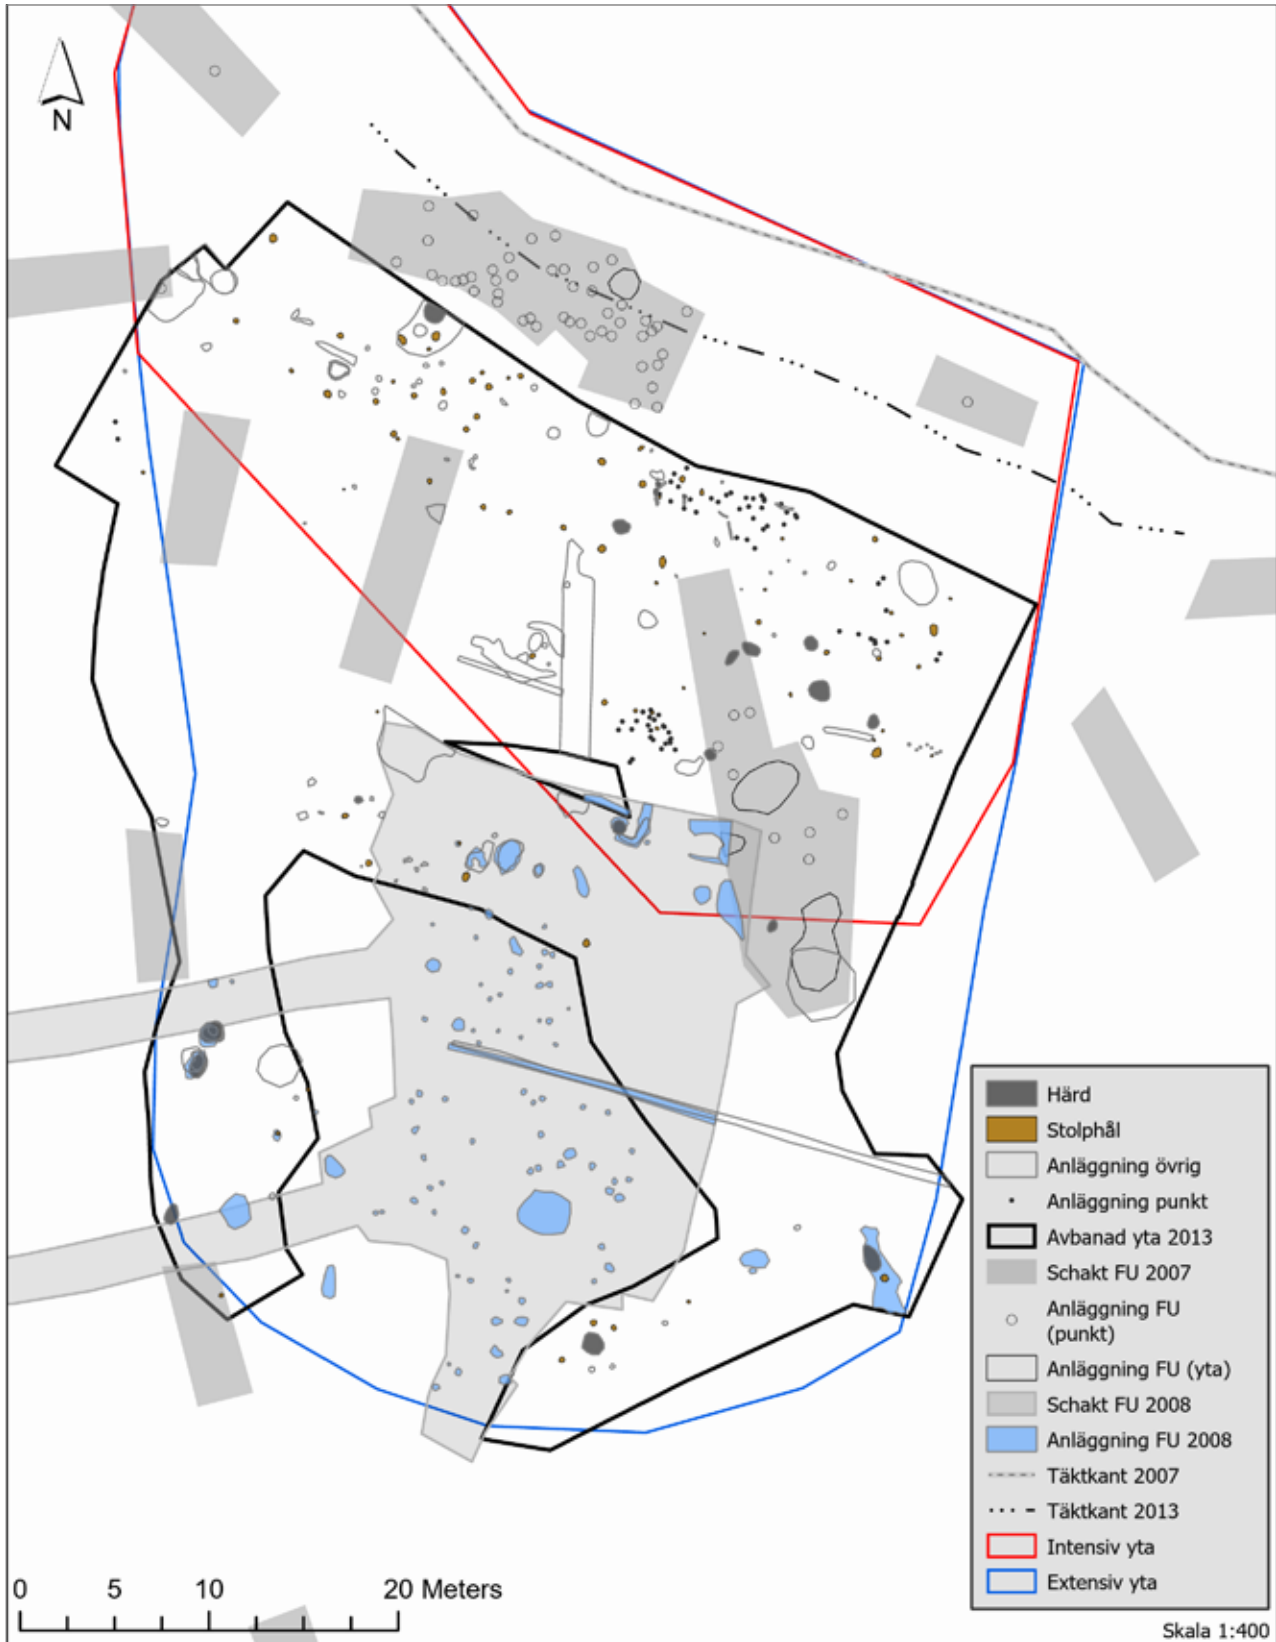 N
Härd
Stolphål
Anläggning övrig
Anläggning punkt
Avbanad yta 2013
Schakt FU 2007
Anläggning FU
(punkt)
Anläggning FU (yta)
Schakt FU 2008
Anläggning FU 2008
Täktkant 2007
Täktkant 2013
Intensiv yta
Extensiv yta
0 5 10 20 Meters
Skala 1:400